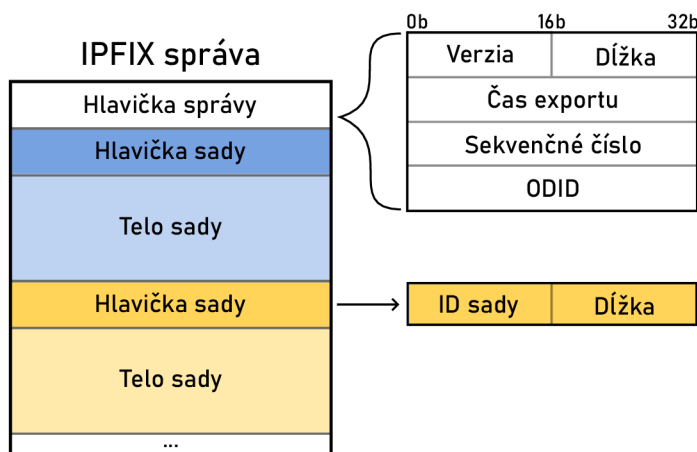 IPFIX správa
Hlavička správy
Hlavička sady
Telo sady
Hlavička sady
Telo sady
...
0b 16b 32b
Verzia Dĺžka
Čas exportu
Sekvenčné číslo
ODID
ID sady Dĺžka